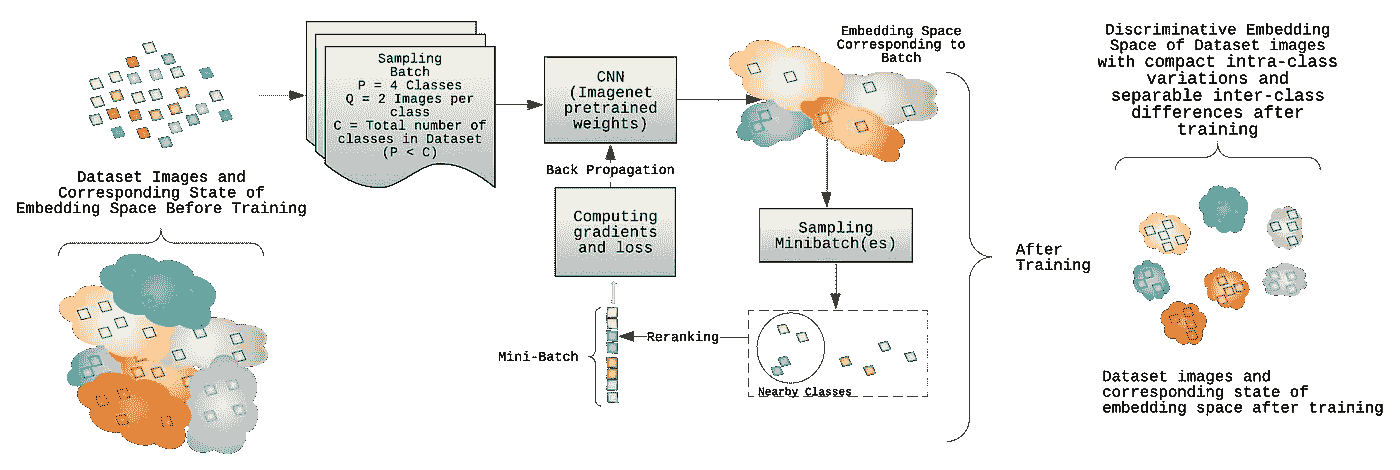 Dataset Images and
Corresponding State of
Embedding Space Before Training
Sampling
Batch
P = 4 Classes
Q = 2 Images per
class
C = Total number of
classes in Dataset
(P < C)
CNN
(Imagenet
pretrained
weights)
Back Propagation
Computing
gradients
and loss
Mini-Batch
Reranking
Embedding Space
Corresponding to
Batch
Sampling
Minibatch(es)
Nearby Classes
After
Training
Discriminative Embedding
Space of Dataset images
with compact intra-class
variations and
separable inter-class
differences after
training
Dataset images and
corresponding state of
embedding space after training